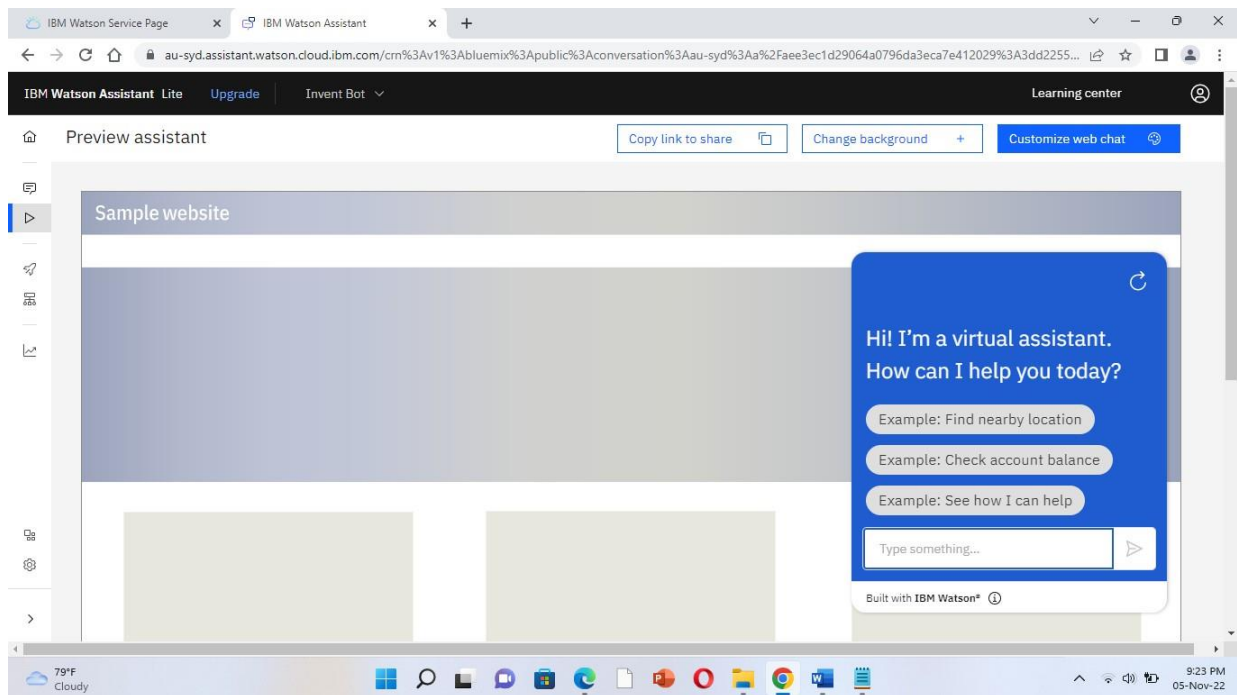 IBM Watson Service Page
IBM Watson Assistant
au-syd.assistant.watson.cloud.ibm.com/crn%3Av1%3Abluemix%3Apublic%3Aconversation%3Aau-syd%3Aa%2Faee3ec1d29064a0796da3eca7e412029%3A3dd2255...
IBM Watson Assistant Lite Upgrade Invent Bot Learning center
Preview assistant Copy link to share Change background + Customize web chat
Sample website
Hi! I'm a virtual assistant.
How can I help you today?
Example: Find nearby location
Example: Check account balance
Example: See how I can help
Type something...
Built with IBM Watson®
79°F
Cloudy
9:23 PM
05-Nov-22